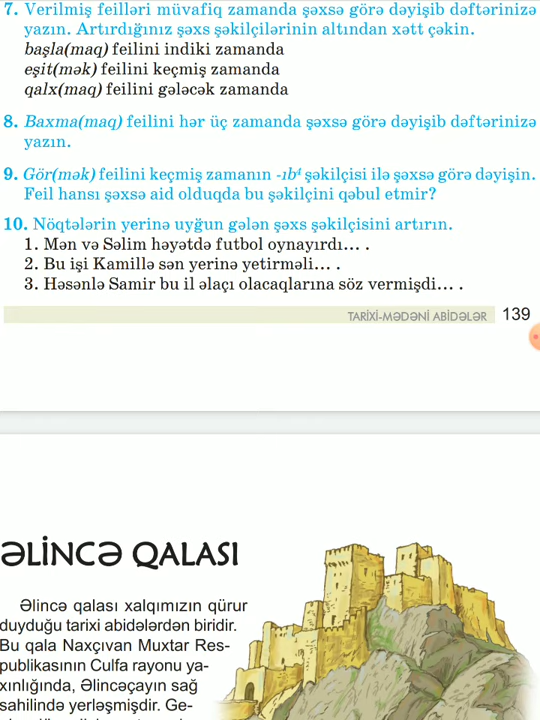 7. Verilmiş feilləri müvafiq zamanda şəxsə görə dəyişib dəftərinizə
yazın. Artırdığınız şəxs şəkilçilərinin altından xətt çəkin.
başla(maq) feilini indiki zamanda
eşit(mək) feilini keçmiş zamanda
qalx(maq) feilini gələcək zamanda
8. Baxma(maq) feilini hər üç zamanda şəxsə görə dəyişib dəftərinizə
yazın.
9. Gör(mək) feilini keçmiş zamanın -ıb⁴ şəkilçisi ilə şəxsə görə dəyişin.
Feil hansı şəxsə aid olduqda bu şəkilçini qəbul etmir?
10. Nöqtələrin yerinə uyğun gələn şəxs şəkilçisini artırın.
1. Mən və Səlim həyətdə futbol oynayırdı... .
2. Bu işi Kamillə sən yerinə yetirməli... .
3. Həsənlə Samir bu il əlaçı olacaqlarına söz vermişdi... .
TARİXİ-MƏDƏNİ ABİDƏLƏR 139
ƏLİNCƏ QALASI
Əlincə qalası xalqımızın qürur
duyduğu tarixi abidələrdən biridir.
Bu qala Naxçıvan Muxtar Res-
publikasının Culfa rayonu ya-
xınlığında, Əlincəçayın sağ
sahilində yerləşmişdir. Ge-